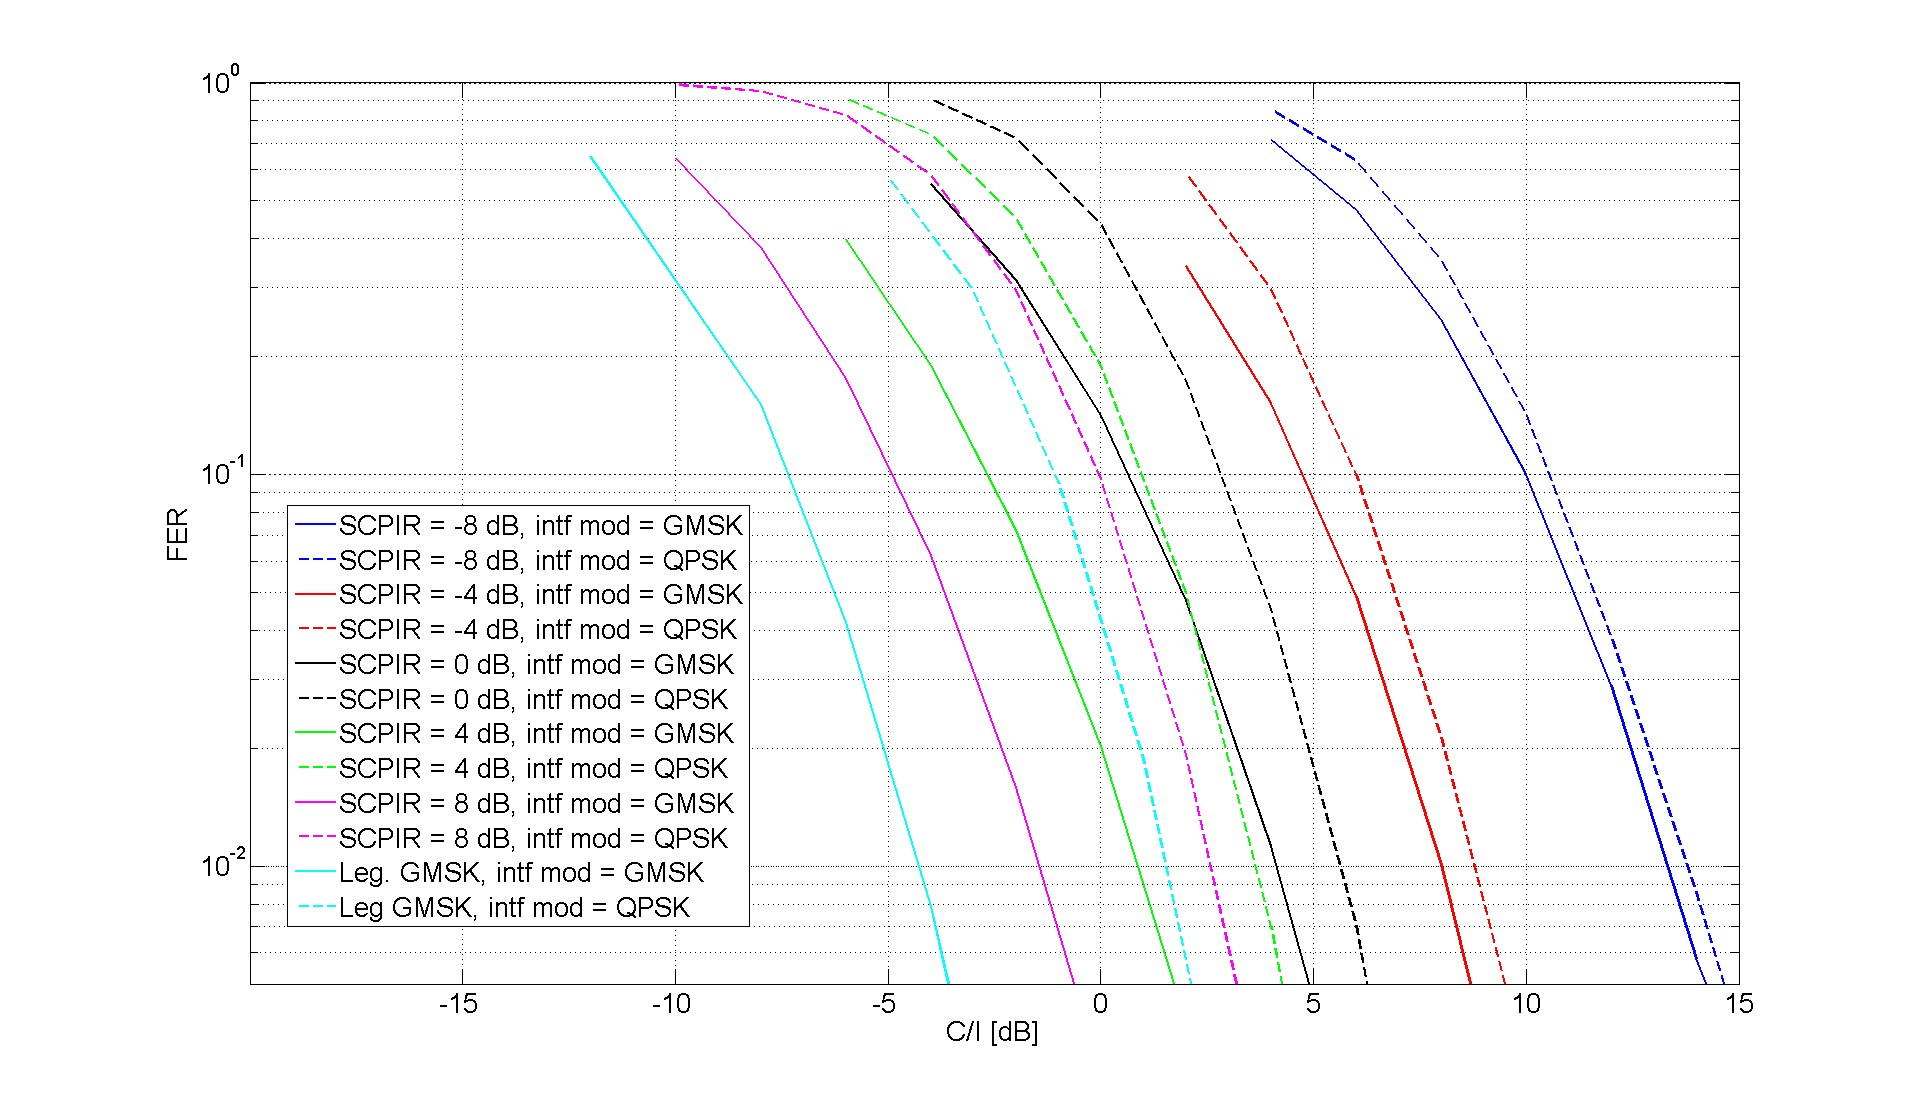 10^0
10^-1
10^-2
FER
SCPIR = -8 dB, intf mod = GMSK
SCPIR = -8 dB, intf mod = QPSK
SCPIR = -4 dB, intf mod = GMSK
SCPIR = -4 dB, intf mod = QPSK
SCPIR = 0 dB, intf mod = GMSK
SCPIR = 0 dB, intf mod = QPSK
SCPIR = 4 dB, intf mod = GMSK
SCPIR = 4 dB, intf mod = QPSK
SCPIR = 8 dB, intf mod = GMSK
SCPIR = 8 dB, intf mod = QPSK
Leg. GMSK, intf mod = GMSK
Leg GMSK, intf mod = QPSK
-15 -10 -5 0 5 10 15
C/I [dB]